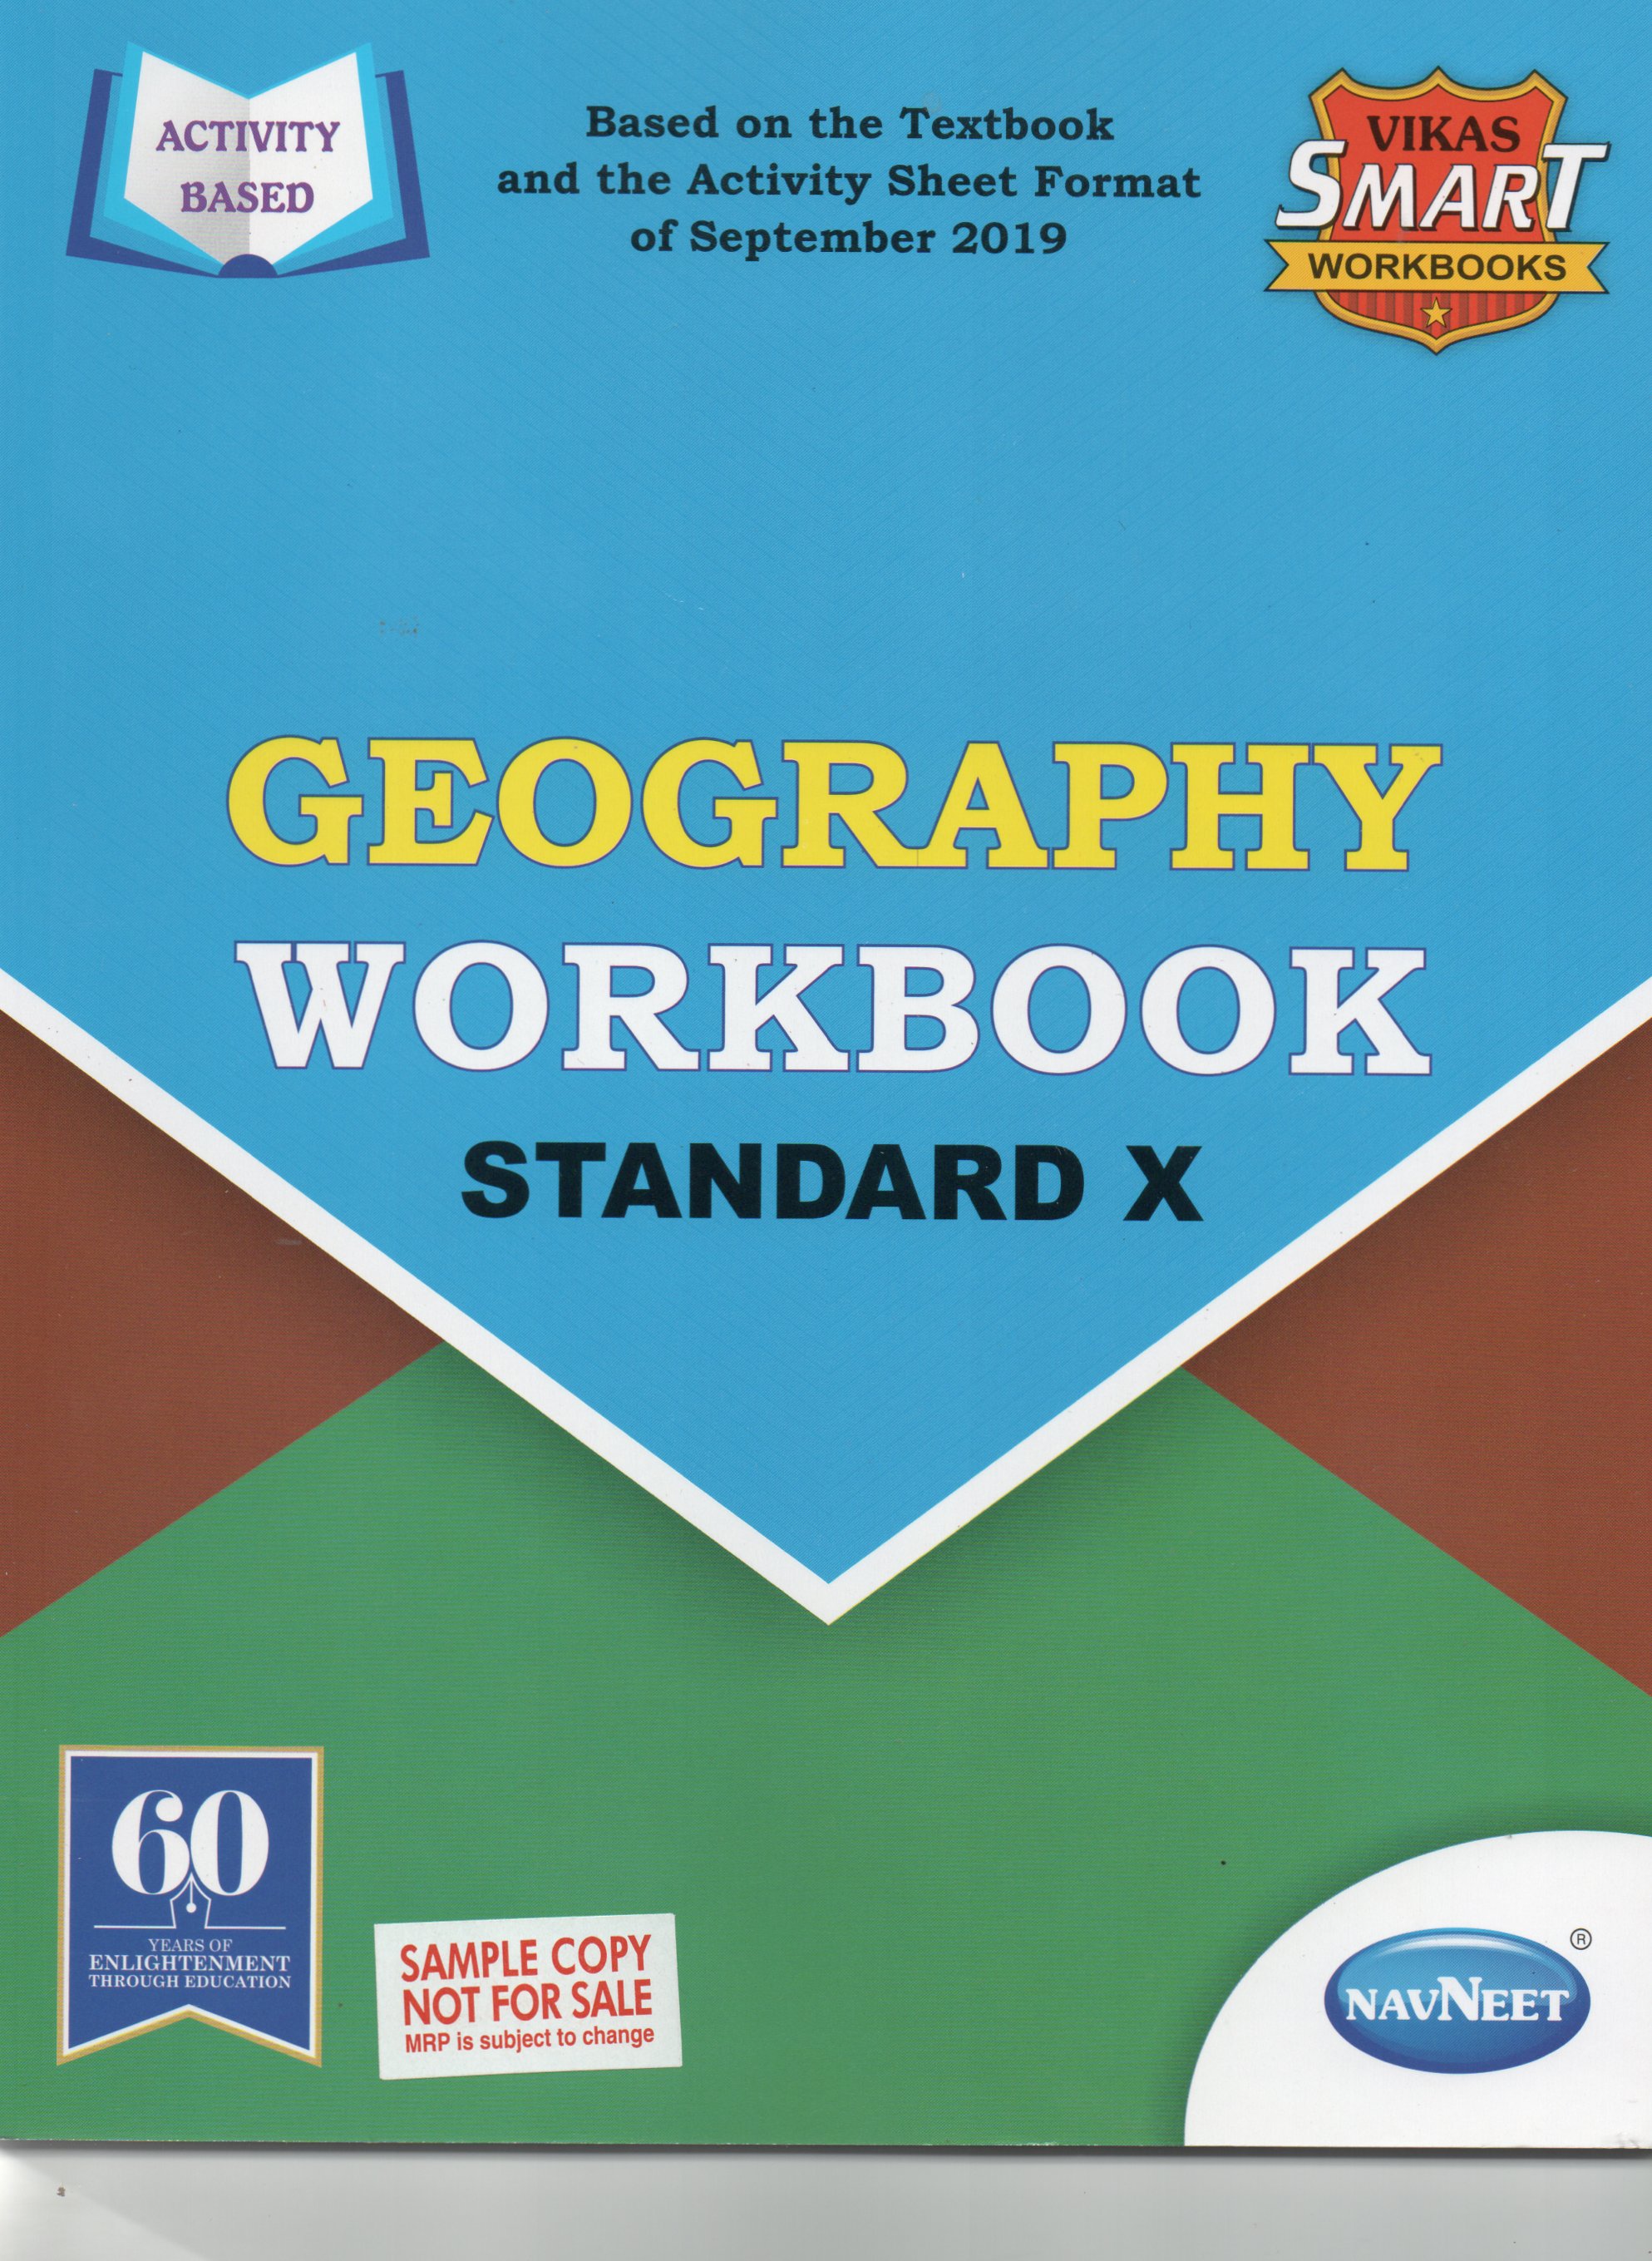 ACTIVITY
BASED
Based on the Textbook
and the Activity Sheet Format
of September 2019
VIKAS
SMART
WORKBOOKS
GEOGRAPHY
WORKBOOK
STANDARD X
60
YEARS OF
ENLIGHTENMENT
THROUGH EDUCATION
SAMPLE COPY
NOT FOR SALE
MRP is subject to change
NAVNEET ®